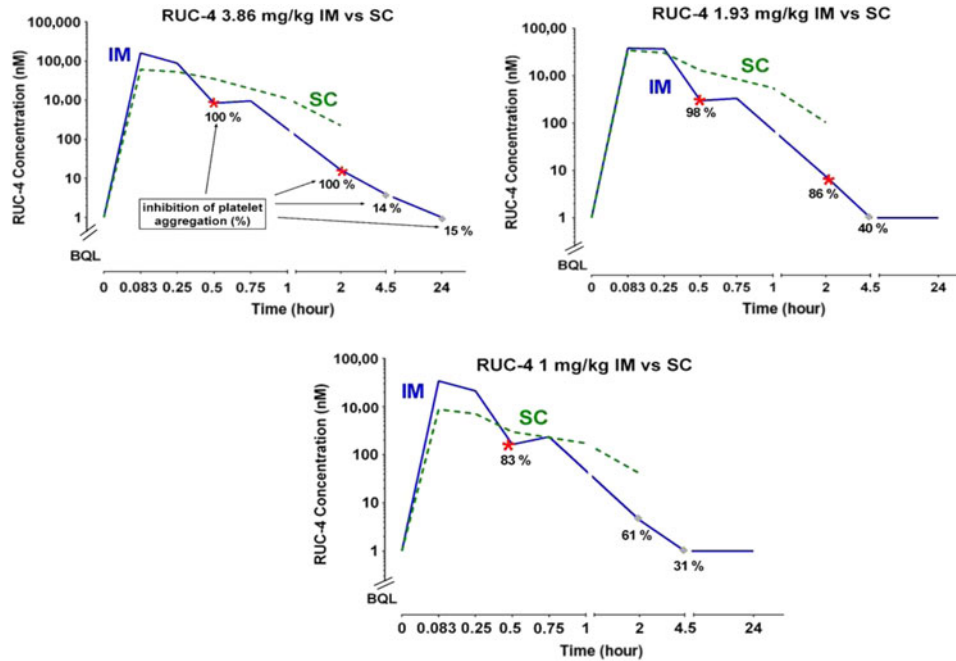 RUC-4 3.86 mg/kg IM vs SC
RUC-4 Concentration (nM)
100,000
100,00
10,00
100
10
1
BQL
IM
SC
100 %
100 %
14 %
15 %
inhibition of platelet
aggregation (%)
0 0.083 0.25 0.5 0.75 1 2 4.5 24
Time (hour)
RUC-4 1.93 mg/kg IM vs SC
RUC-4 Concentration (nM)
100,00
10,00
100
10
1
BQL
IM
SC
98 %
86 %
40 %
0 0.083 0.25 0.5 0.75 1 2 4.5 24
Time (hour)
RUC-4 1 mg/kg IM vs SC
RUC-4 Concentration (nM)
100,00
10,00
100
10
1
BQL
IM
SC
83 %
61 %
31 %
0 0.083 0.25 0.5 0.75 1 2 4.5 24
Time (hour)